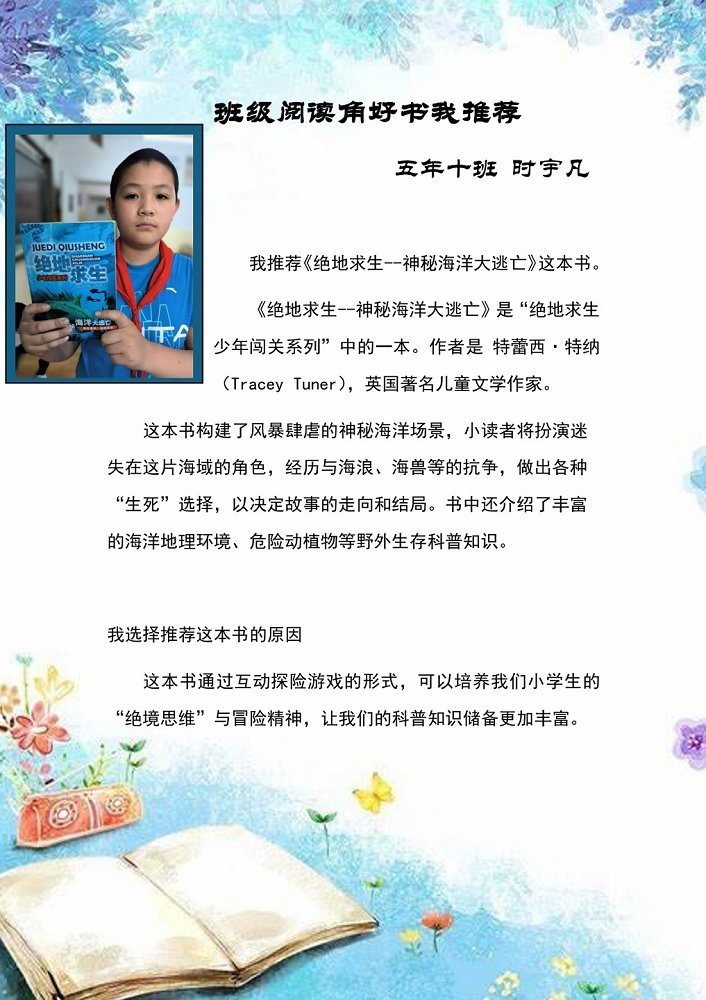 班级阅读角好书我推荐
五年十班 时宇凡
JUEDI QIUSHENG
绝地
求生
少年闯关系列
海洋大逃亡
我推荐《绝地求生--神秘海洋大逃亡》这本书。
《绝地求生--神秘海洋大逃亡》是“绝地求生
少年闯关系列”中的一本。作者是 特蕾西·特纳
（Tracey Tuner），英国著名儿童文学作家。
这本书构建了风暴肆虐的神秘海洋场景，小读者将扮演迷
失在这片海域的角色，经历与海浪、海兽等的抗争，做出各种
“生死”选择，以决定故事的走向和结局。书中还介绍了丰富
的海洋地理环境、危险动植物等野外生存科普知识。
我选择推荐这本书的原因
这本书通过互动探险游戏的形式，可以培养我们小学生的
“绝境思维”与冒险精神，让我们的科普知识储备更加丰富。